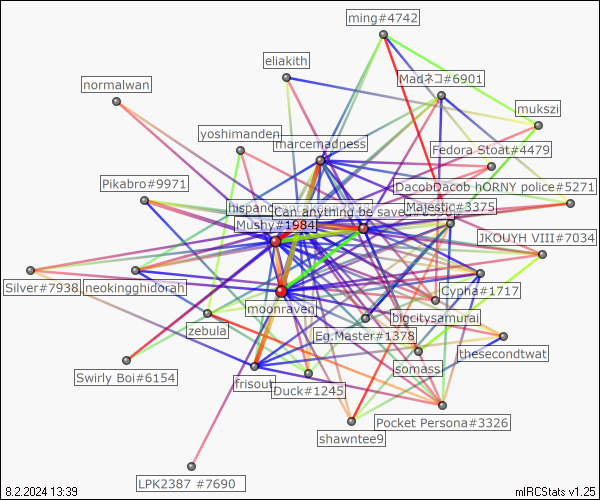 ming#4742
eliakith
Madネコ#6901
normalwan
mukszi
yoshimanden
marcemadness
Fedora Stoat#4479
Pikabro#9971
DacobDacob hORNY police#5271
Can anything be saved
Majestic#3375
Mushy#1984
JKOUYH VIII#7034
Silver#7938
neokingghidorah
Cypha#1717
moonraven
bigcitysamurai
zebula
Eg.Master#1378
thesecondtwat
somass
Swirly Boi#6154
frisout
Duck#1245
Pocket Persona#3326
shawntee9
LPK2387 #7690
8.2.2024 13:39
mIRCStats v1.25